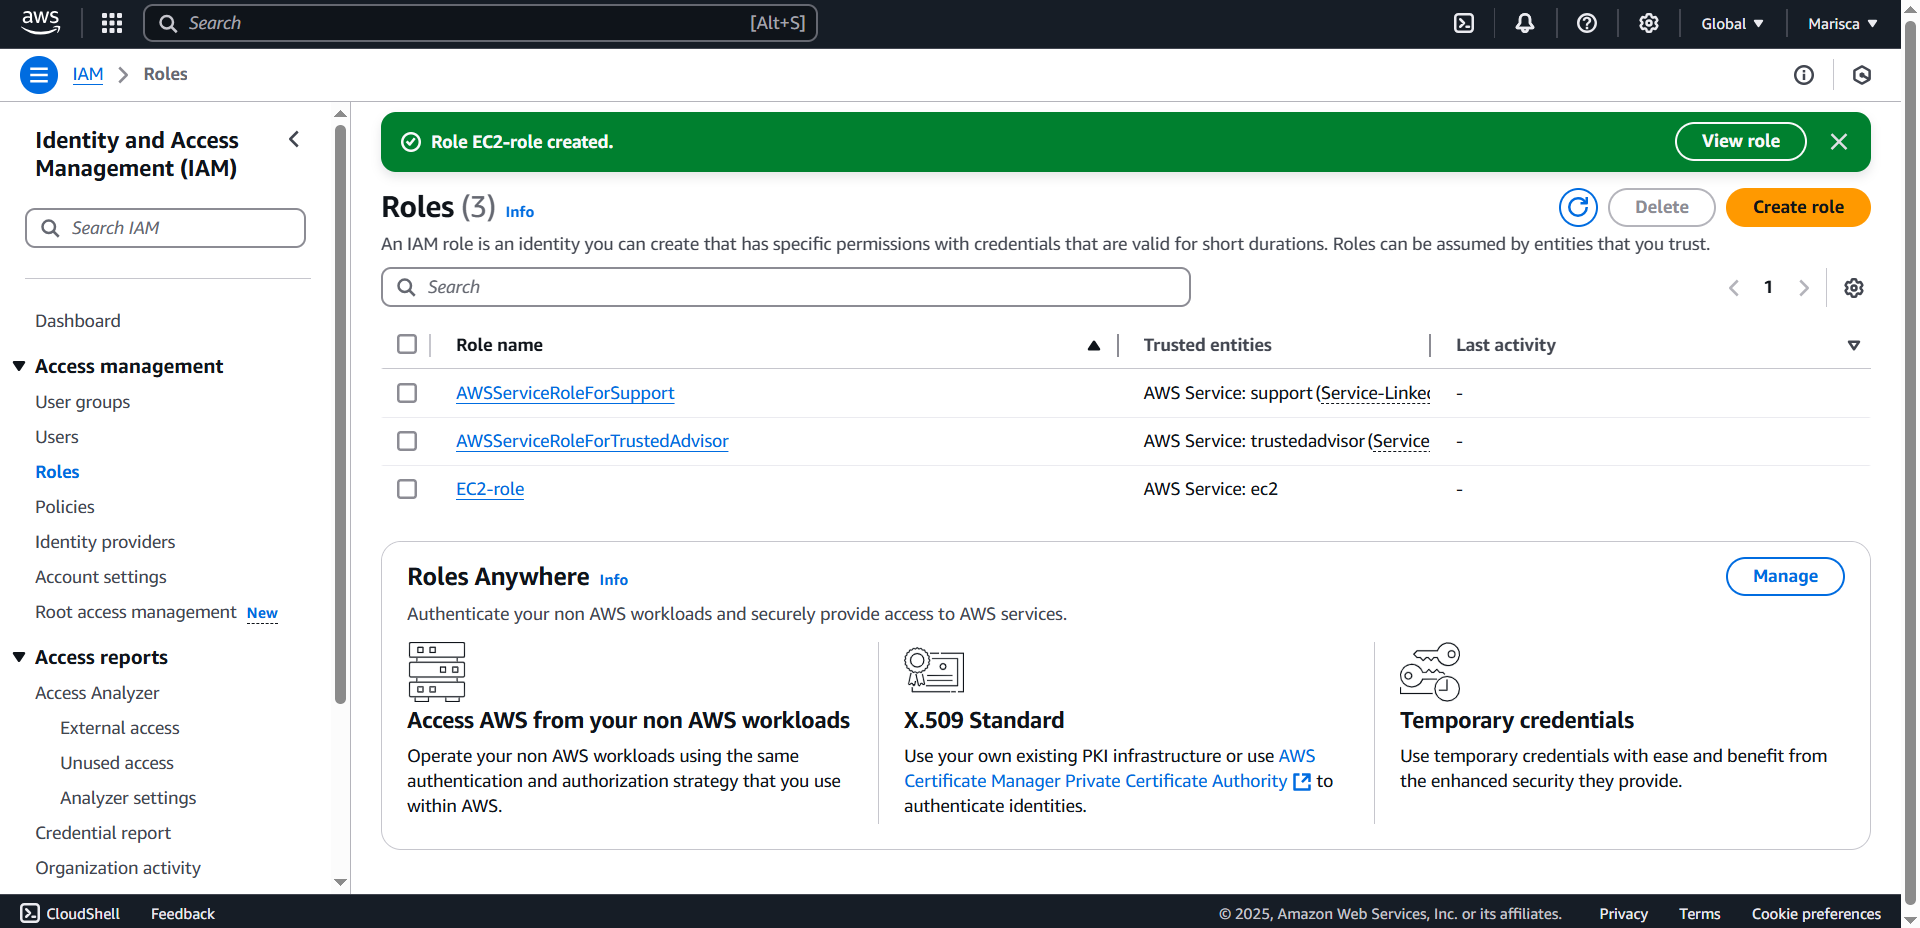 aws
Search [Alt+S]
Global
Marisca
IAM > Roles
Identity and Access
Management (IAM)
Search IAM
Dashboard
Access management
User groups
Users
Roles
Policies
Identity providers
Account settings
Root access management New
Access reports
Access Analyzer
External access
Unused access
Analyzer settings
Credential report
Organization activity
Role EC2-role created.
View role
Roles (3) Info
Delete
Create role
An IAM role is an identity you can create that has specific permissions with credentials that are valid for short durations. Roles can be assumed by entities that you trust.
Search
1
Role name Trusted entities Last activity
AWSServiceRoleForSupport AWS Service: support (Service-Linked -
AWSServiceRoleForTrustedAdvisor AWS Service: trustedadvisor (Service -
EC2-role AWS Service: ec2 -
Roles Anywhere Info
Manage
Authenticate your non AWS workloads and securely provide access to AWS services.
Access AWS from your non AWS workloads
Operate your non AWS workloads using the same
authentication and authorization strategy that you use
within AWS.
X.509 Standard
Use your own existing PKI infrastructure or use AWS
Certificate Manager Private Certificate Authority to
authenticate identities.
Temporary credentials
Use temporary credentials with ease and benefit from
the enhanced security they provide.
CloudShell Feedback © 2025, Amazon Web Services, Inc. or its affiliates. Privacy Terms Cookie preferences